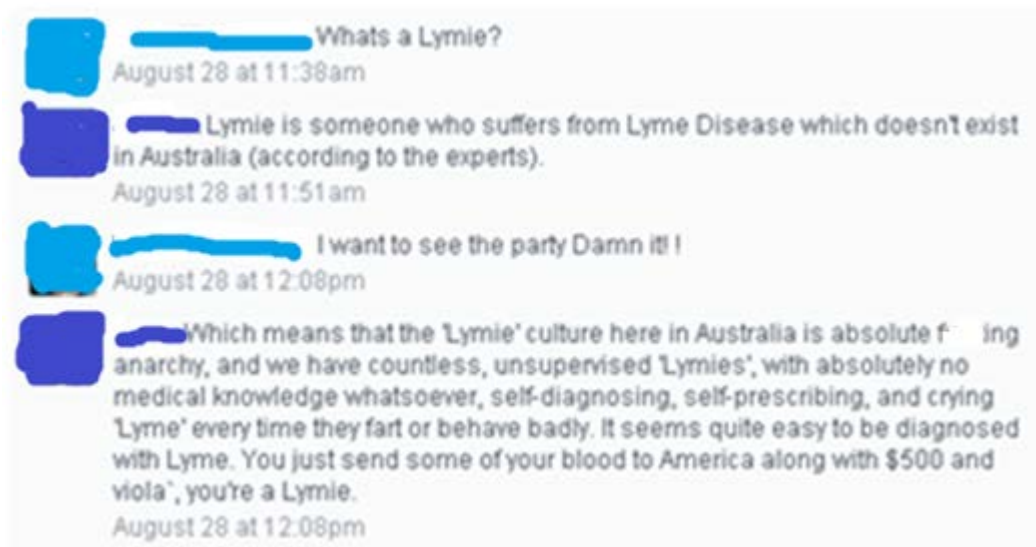 Whats a Lymie?
August 28 at 11:38am
Lymie is someone who suffers from Lyme Disease which doesn't exist
in Australia (according to the experts).
August 28 at 11:51am
I want to see the party Damn it! !
August 28 at 12:08pm
Which means that the 'Lymie' culture here in Australia is absolute f ing
anarchy, and we have countless, unsupervised 'Lymies', with absolutely no
medical knowledge whatsoever, self-diagnosing, self-prescribing, and crying
'Lyme' every time they fart or behave badly. It seems quite easy to be diagnosed
with Lyme. You just send some of your blood to America along with $500 and
viola`, you're a Lymie.
August 28 at 12:08pm